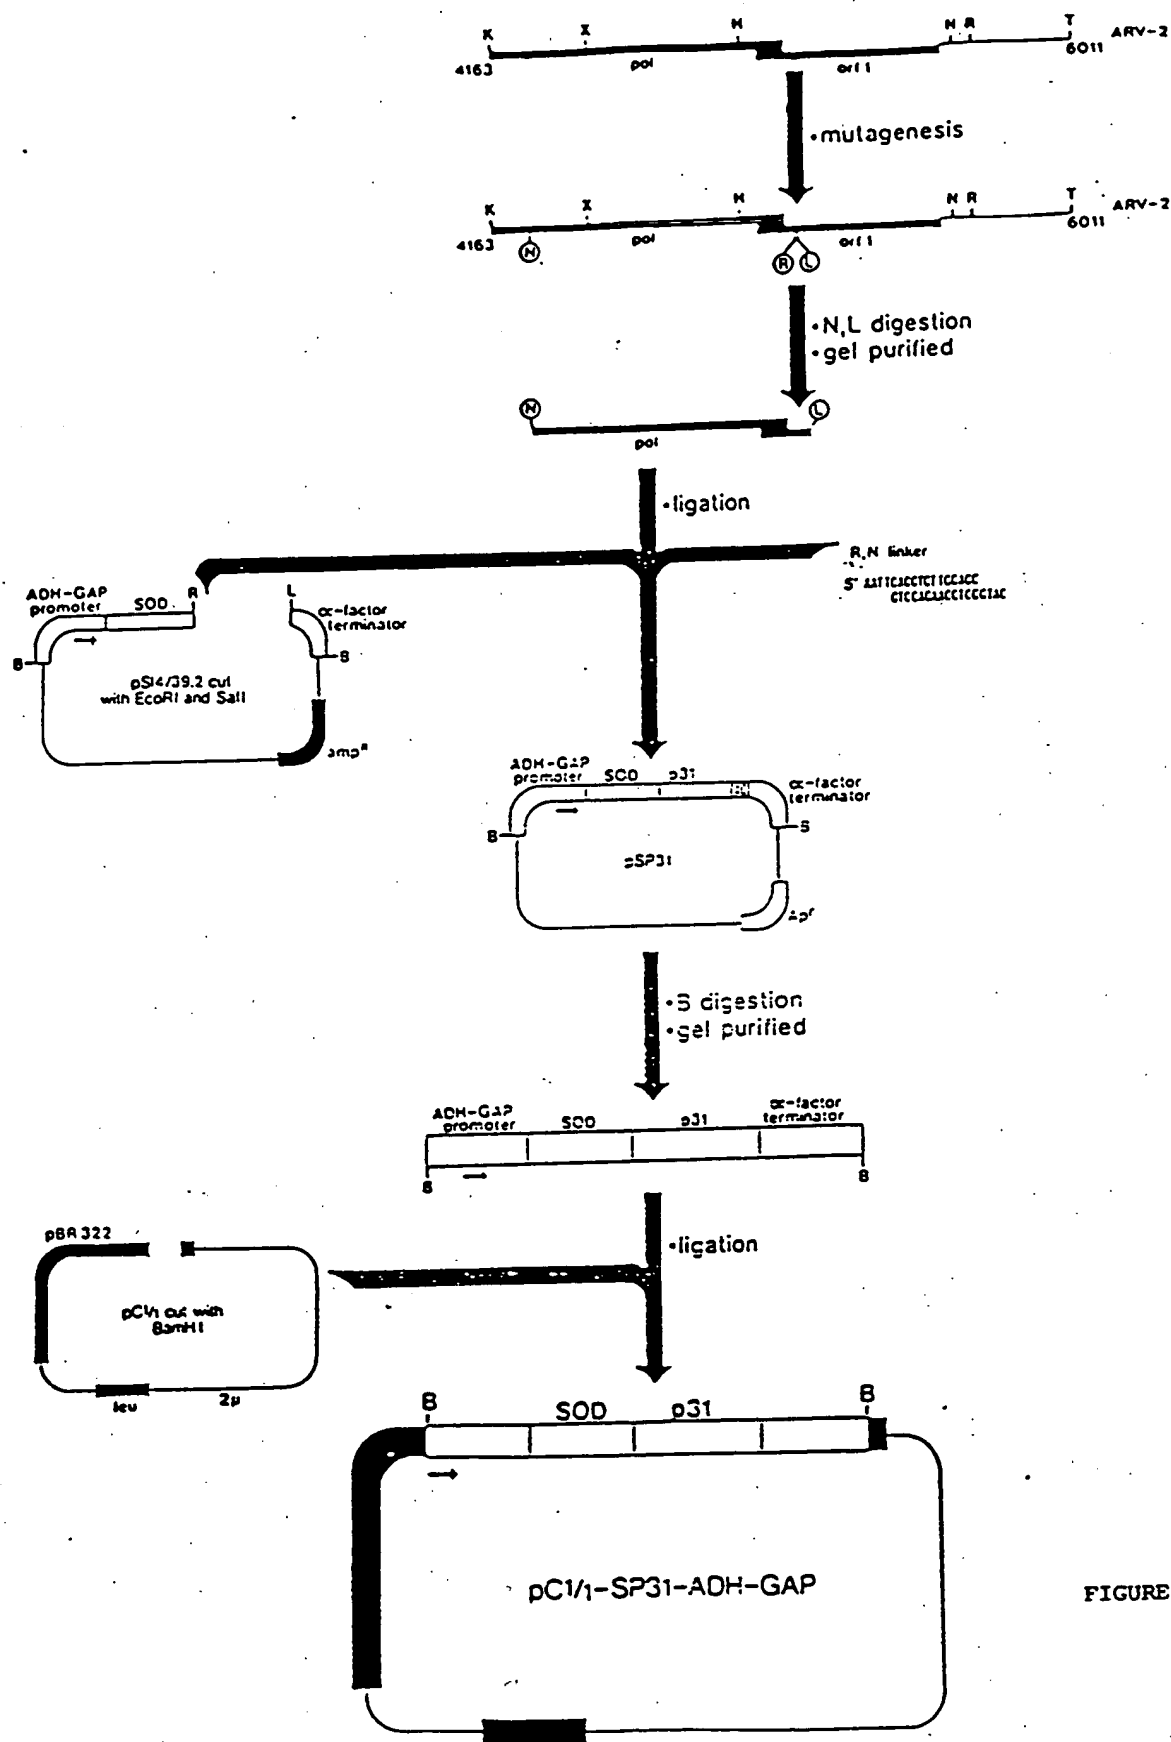 K X H H R T ARV-2
4163 pol orf 1 6011
•mutagenesis
K X H H R T ARV-2
4163 N pol R L orf 1 6011
•N,L digestion
•gel purified
N L
pol
•ligation
R,N linker
ADH-GAP
promoter
SOD
R
L
α-factor
terminator
B
B
pSI4/39.2 cut
with EcoRI and SalI
amp
ADH-GAP
promoter
SOD
p31
α-factor
terminator
B
B
pSP31
Apr
•B digestion
•gel purified
ADH-GAP
promoter
SOD
p31
α-factor
terminator
B
B
•ligation
pBR322
pC1/1 cut with
BamHI
leu
2μ
B
SOD
p31
B
pC1/1-SP31-ADH-GAP
FIGURE